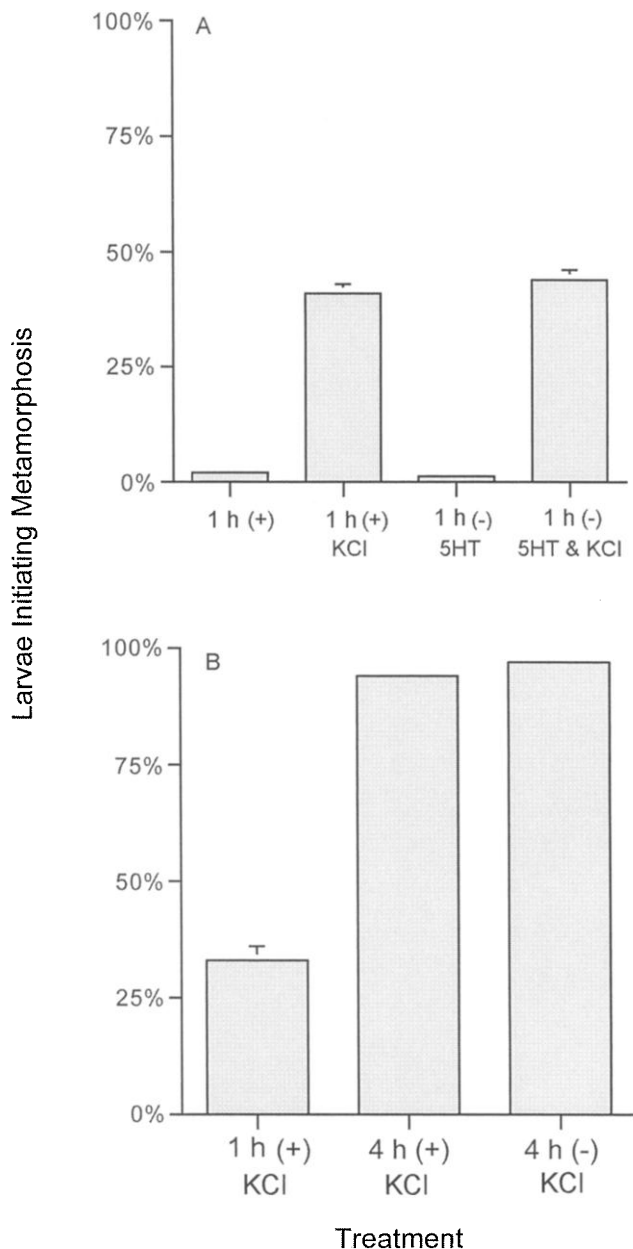 Larvae Initiating Metamorphosis
A
100%
75%
50%
25%
0%
1 h (+) 1 h (+) 1 h (-) 1 h (-)
KCl 5HT 5HT & KCl
B
100%
75%
50%
25%
0%
1 h (+) 4 h (+) 4 h (-)
KCl KCl KCl
Treatment